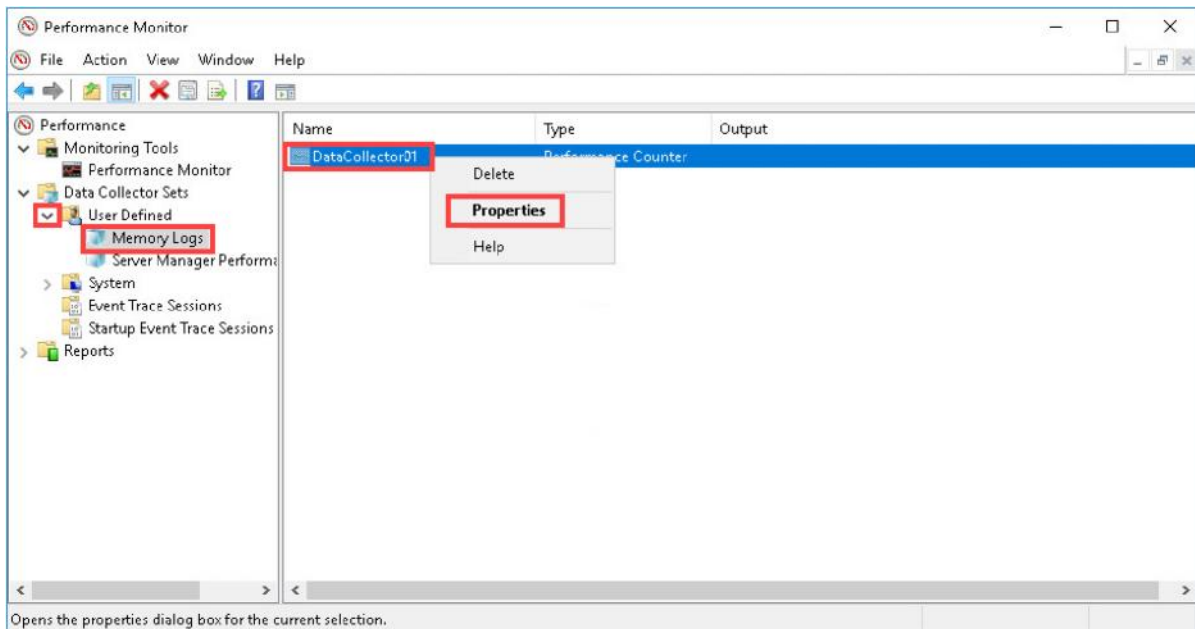 Performance Monitor
File Action View Window Help
Performance
Monitoring Tools
Performance Monitor
Data Collector Sets
User Defined
Memory Logs
Server Manager Performa
System
Event Trace Sessions
Startup Event Trace Sessions
Reports
Name Type Output
DataCollector01 Performance Counter
Delete
Properties
Help
Opens the properties dialog box for the current selection.